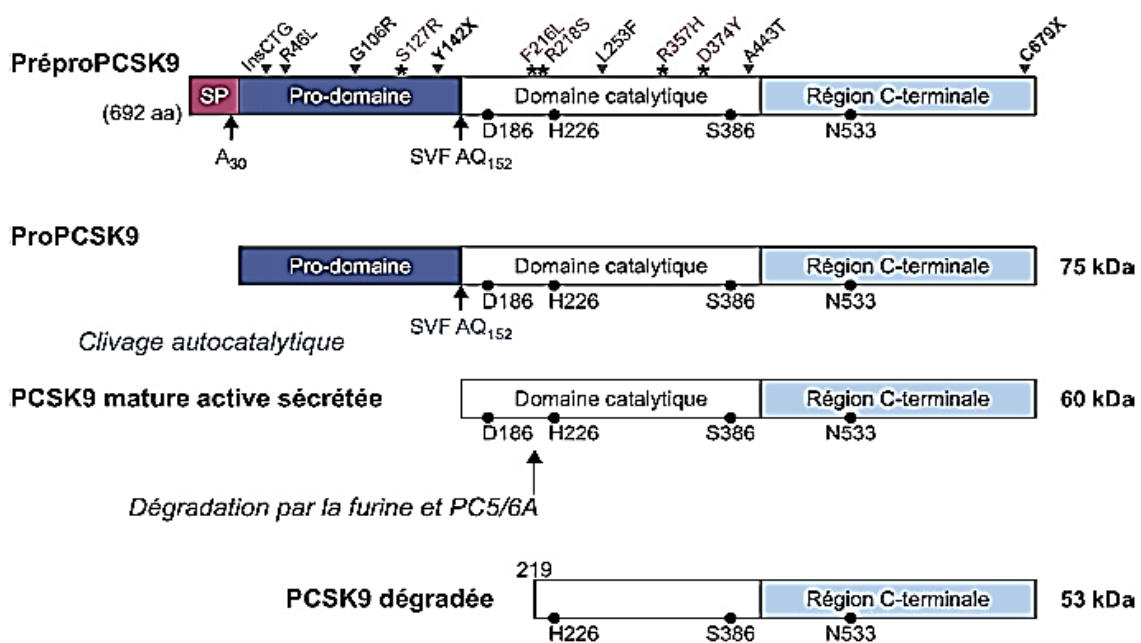 InsCTG R46L G106R S127R Y142X F216L R218S L253F R357H D374Y A443T C679X
PréproPCSK9
SP Pro-domaine Domaine catalytique Région C-terminale
(692 aa)
D186 H226 S386 N533
A30 SVF AQ152
ProPCSK9
Pro-domaine Domaine catalytique Région C-terminale 75 kDa
D186 H226 S386 N533
SVF AQ152
Clivage autocatalytique
PCSK9 mature active sécrétée Domaine catalytique Région C-terminale 60 kDa
D186 H226 S386 N533
Dégradation par la furine et PC5/6A
219
PCSK9 dégradée Région C-terminale 53 kDa
H226 S386 N533